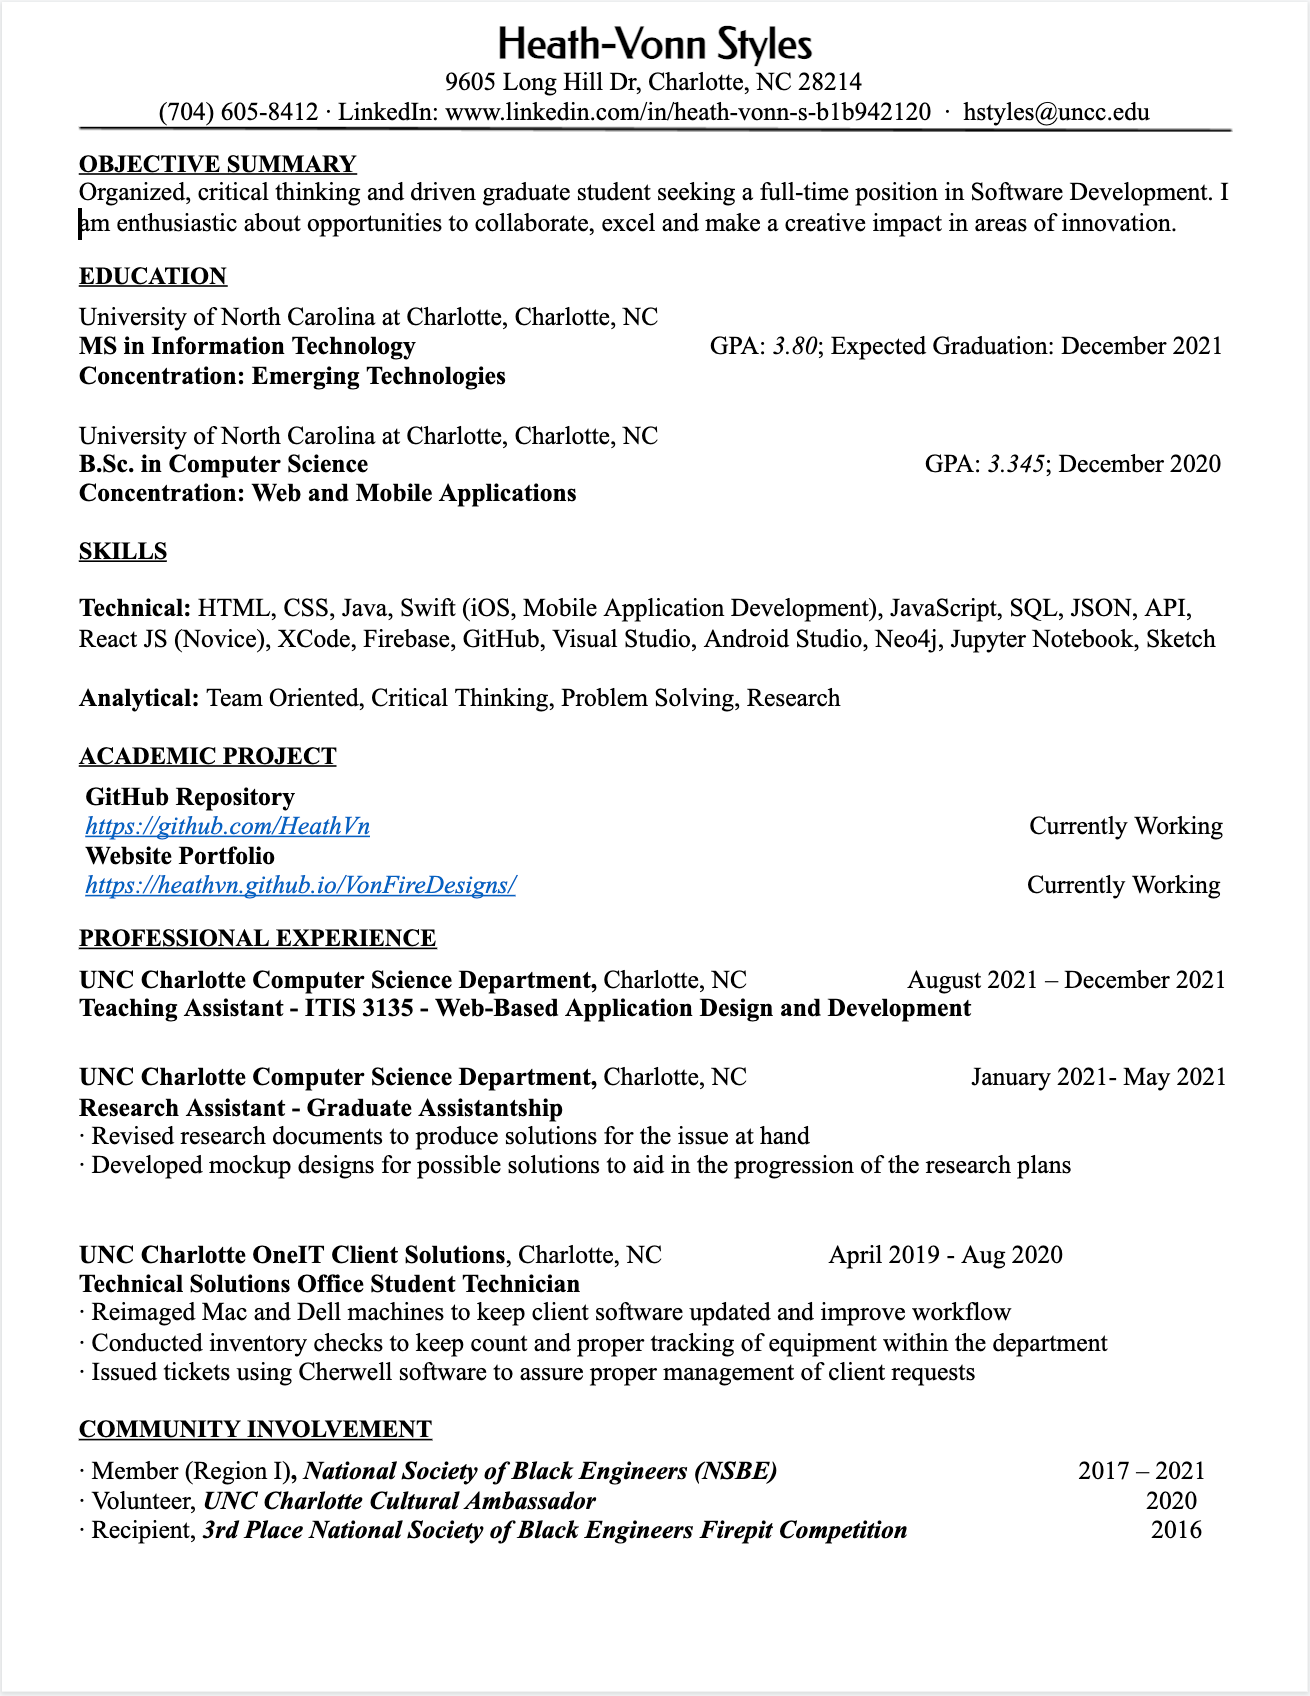 Heath-Vonn Styles
9605 Long Hill Dr, Charlotte, NC 28214
(704) 605-8412 · LinkedIn: www.linkedin.com/in/heath-vonn-s-b1b942120 · hstyles@uncc.edu
OBJECTIVE SUMMARY
Organized, critical thinking and driven graduate student seeking a full-time position in Software Development. I
am enthusiastic about opportunities to collaborate, excel and make a creative impact in areas of innovation.
EDUCATION
University of North Carolina at Charlotte, Charlotte, NC
MS in Information Technology GPA: 3.80; Expected Graduation: December 2021
Concentration: Emerging Technologies
University of North Carolina at Charlotte, Charlotte, NC
B.Sc. in Computer Science GPA: 3.345; December 2020
Concentration: Web and Mobile Applications
SKILLS
Technical: HTML, CSS, Java, Swift (iOS, Mobile Application Development), JavaScript, SQL, JSON, API,
React JS (Novice), XCode, Firebase, GitHub, Visual Studio, Android Studio, Neo4j, Jupyter Notebook, Sketch
Analytical: Team Oriented, Critical Thinking, Problem Solving, Research
ACADEMIC PROJECT
GitHub Repository
https://github.com/HeathVn Currently Working
Website Portfolio
https://heathvn.github.io/VonFireDesigns/ Currently Working
PROFESSIONAL EXPERIENCE
UNC Charlotte Computer Science Department, Charlotte, NC August 2021 – December 2021
Teaching Assistant - ITIS 3135 - Web-Based Application Design and Development
UNC Charlotte Computer Science Department, Charlotte, NC January 2021- May 2021
Research Assistant - Graduate Assistantship
· Revised research documents to produce solutions for the issue at hand
· Developed mockup designs for possible solutions to aid in the progression of the research plans
UNC Charlotte OneIT Client Solutions, Charlotte, NC April 2019 - Aug 2020
Technical Solutions Office Student Technician
· Reimaged Mac and Dell machines to keep client software updated and improve workflow
· Conducted inventory checks to keep count and proper tracking of equipment within the department
· Issued tickets using Cherwell software to assure proper management of client requests
COMMUNITY INVOLVEMENT
· Member (Region I), National Society of Black Engineers (NSBE) 2017 – 2021
· Volunteer, UNC Charlotte Cultural Ambassador 2020
· Recipient, 3rd Place National Society of Black Engineers Firepit Competition 2016